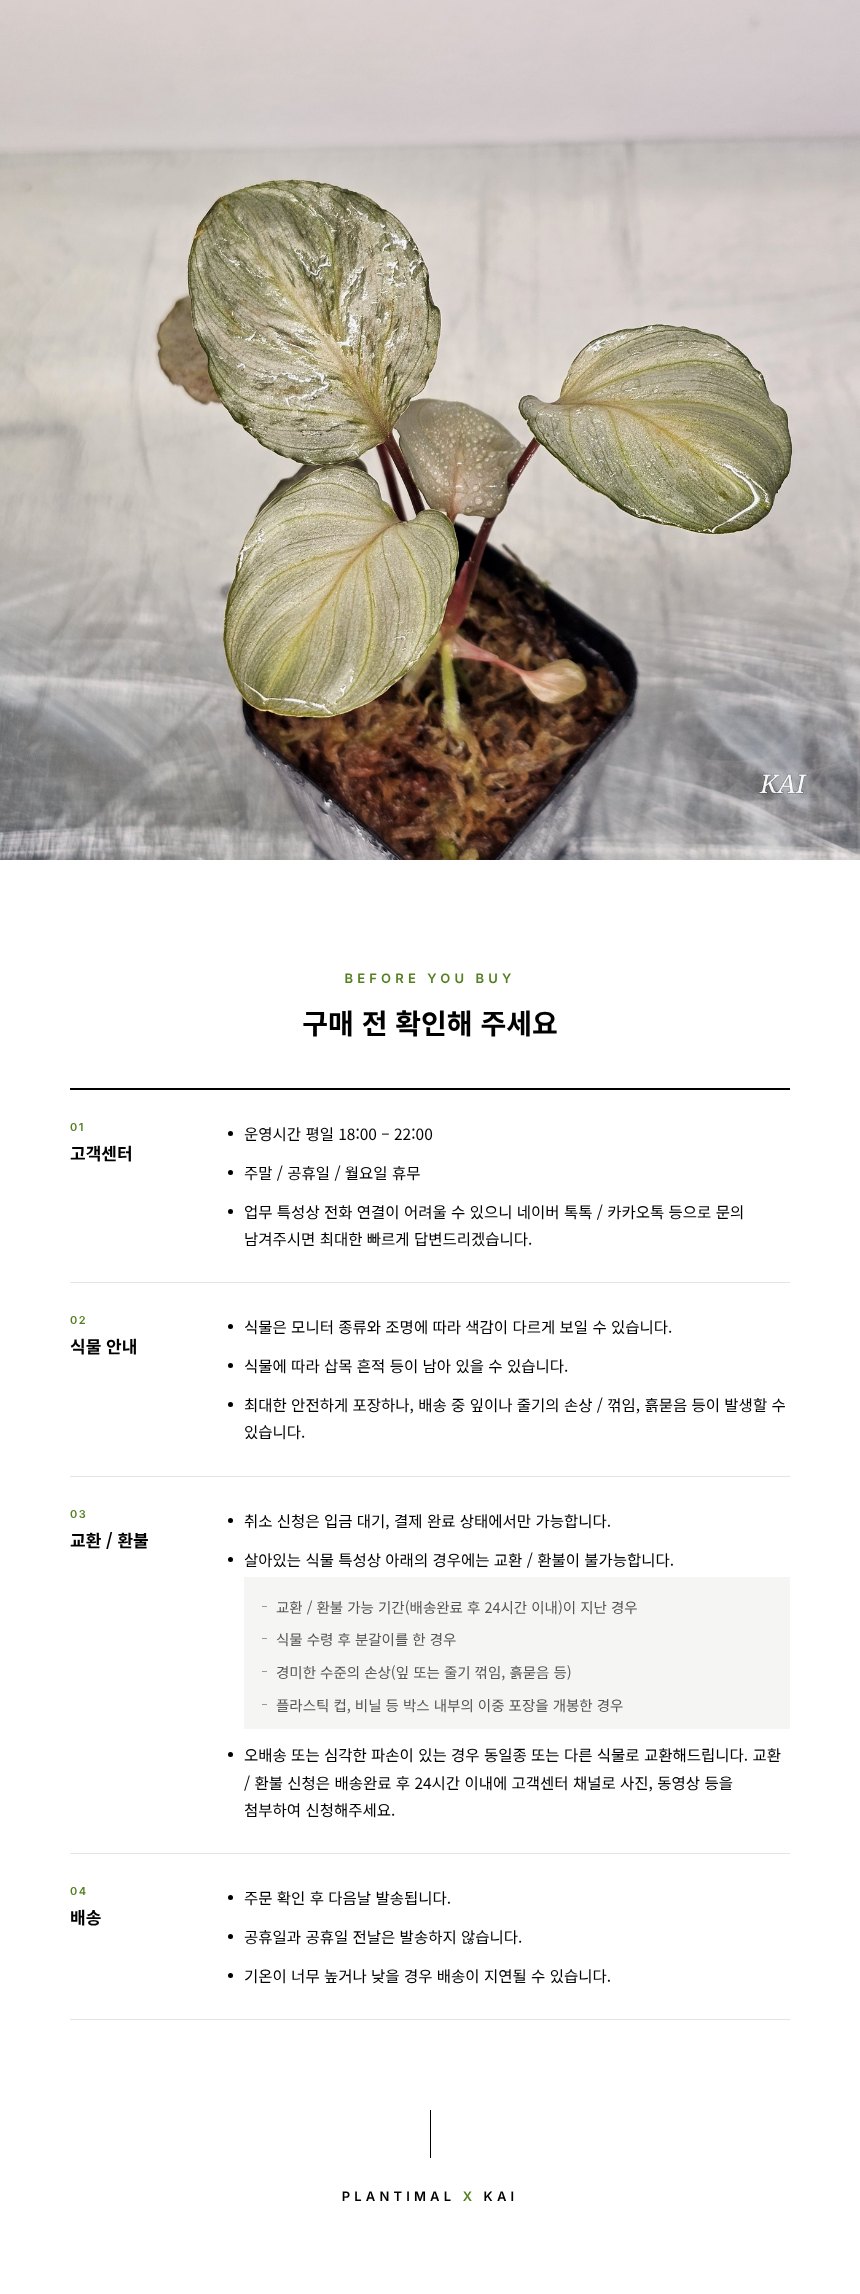 KAI
BEFORE YOU BUY
구매 전 확인해 주세요
01
고객센터
운영시간 평일 18:00 – 22:00
주말 / 공휴일 / 월요일 휴무
업무 특성상 전화 연결이 어려울 수 있으니 네이버 톡톡 / 카카오톡 등으로 문의
남겨주시면 최대한 빠르게 답변드리겠습니다.
02
식물 안내
식물은 모니터 종류와 조명에 따라 색감이 다르게 보일 수 있습니다.
식물에 따라 삽목 흔적 등이 남아 있을 수 있습니다.
최대한 안전하게 포장하나, 배송 중 잎이나 줄기의 손상 / 꺾임, 흙묻음 등이 발생할 수
있습니다.
03
교환 / 환불
취소 신청은 입금 대기, 결제 완료 상태에서만 가능합니다.
살아있는 식물 특성상 아래의 경우에는 교환 / 환불이 불가능합니다.
– 교환 / 환불 가능 기간(배송완료 후 24시간 이내)이 지난 경우
– 식물 수령 후 분갈이를 한 경우
– 경미한 수준의 손상(잎 또는 줄기 꺾임, 흙묻음 등)
– 플라스틱 컵, 비닐 등 박스 내부의 이중 포장을 개봉한 경우
오배송 또는 심각한 파손이 있는 경우 동일종 또는 다른 식물로 교환해드립니다. 교환
/ 환불 신청은 배송완료 후 24시간 이내에 고객센터 채널로 사진, 동영상 등을
첨부하여 신청해주세요.
04
배송
주문 확인 후 다음날 발송됩니다.
공휴일과 공휴일 전날은 발송하지 않습니다.
기온이 너무 높거나 낮을 경우 배송이 지연될 수 있습니다.
PLANTIMAL X KAI